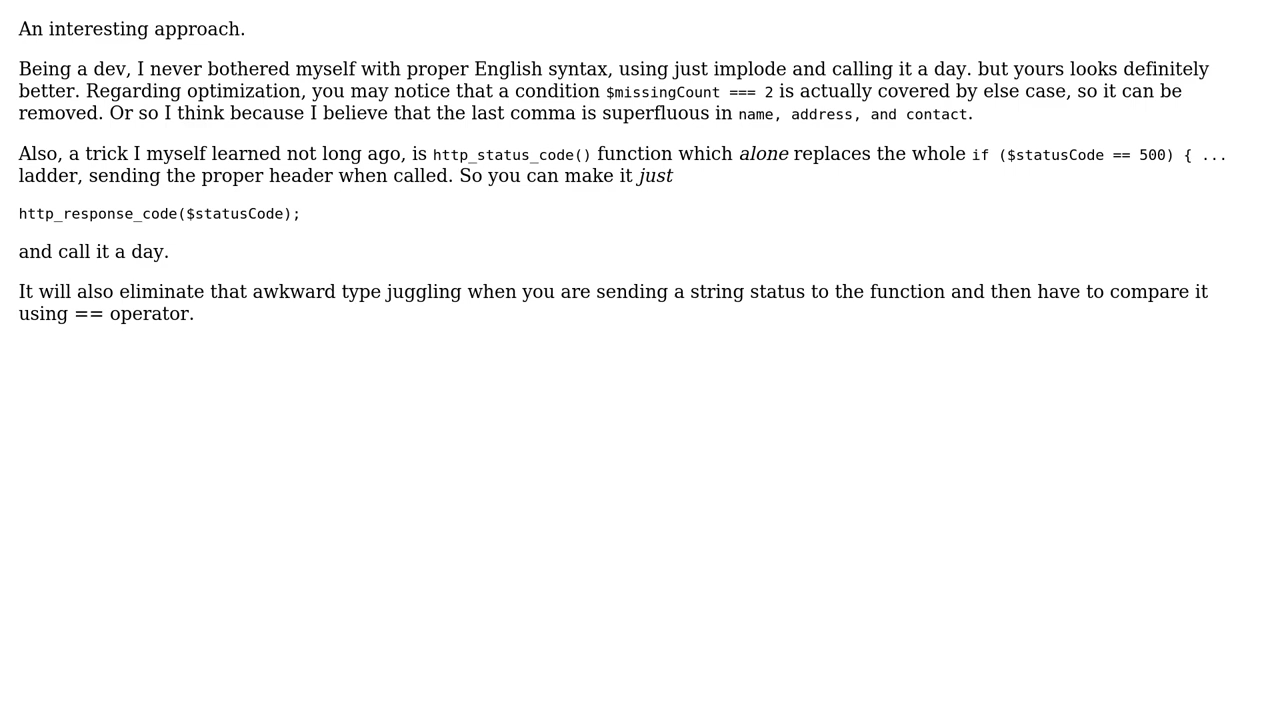 An interesting approach.
Being a dev, I never bothered myself with proper English syntax, using just implode and calling it a day. but yours looks definitely
better. Regarding optimization, you may notice that a condition $missingCount === 2 is actually covered by else case, so it can be
removed. Or so I think because I believe that the last comma is superfluous in name, address, and contact.
Also, a trick I myself learned not long ago, is http_status_code() function which alone replaces the whole if ($statusCode == 500) { ...
ladder, sending the proper header when called. So you can make it just
http_response_code($statusCode);
and call it a day.
It will also eliminate that awkward type juggling when you are sending a string status to the function and then have to compare it
using == operator.